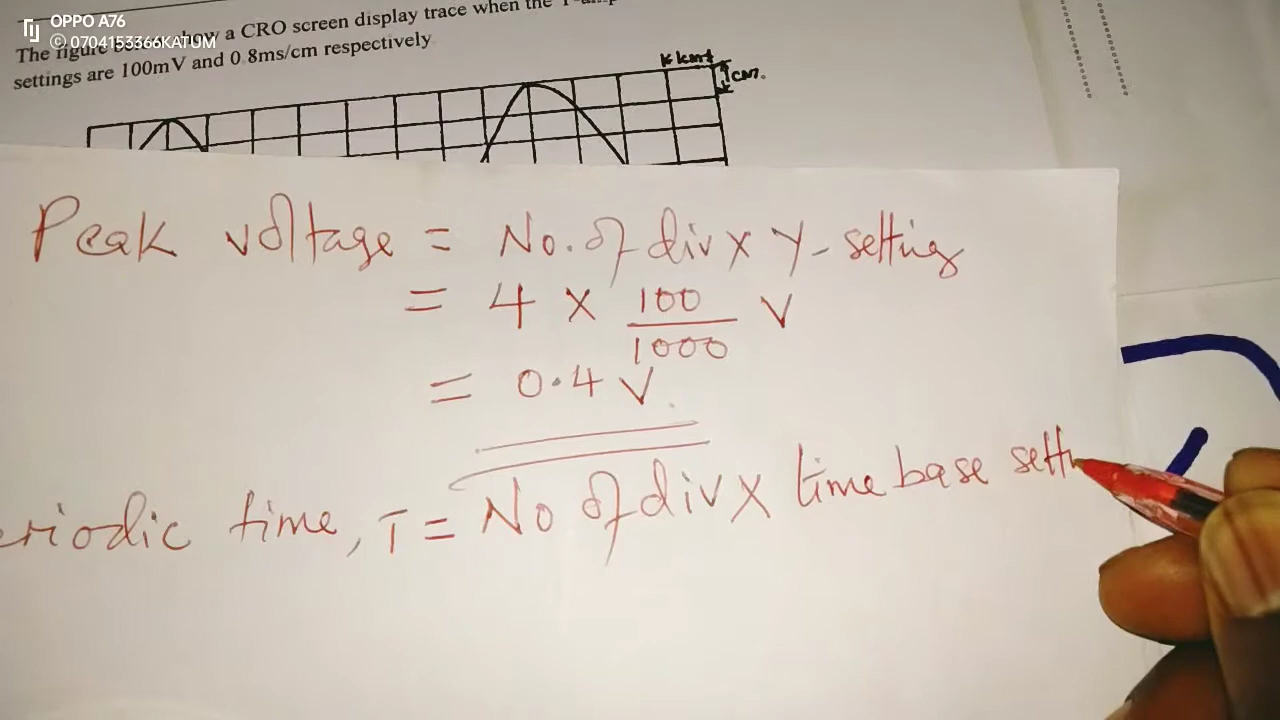 OPPO A76
© 0704153366KATUM
The figure show a CRO screen display trace when the Y-amp
settings are 100mV and 0.8ms/cm respectively
1cm
1cm.
Peak voltage = No. of div X Y-setting
= 4 X 100/1000 V
= 0.4 V
eriodic time, T = No of div X time base setti